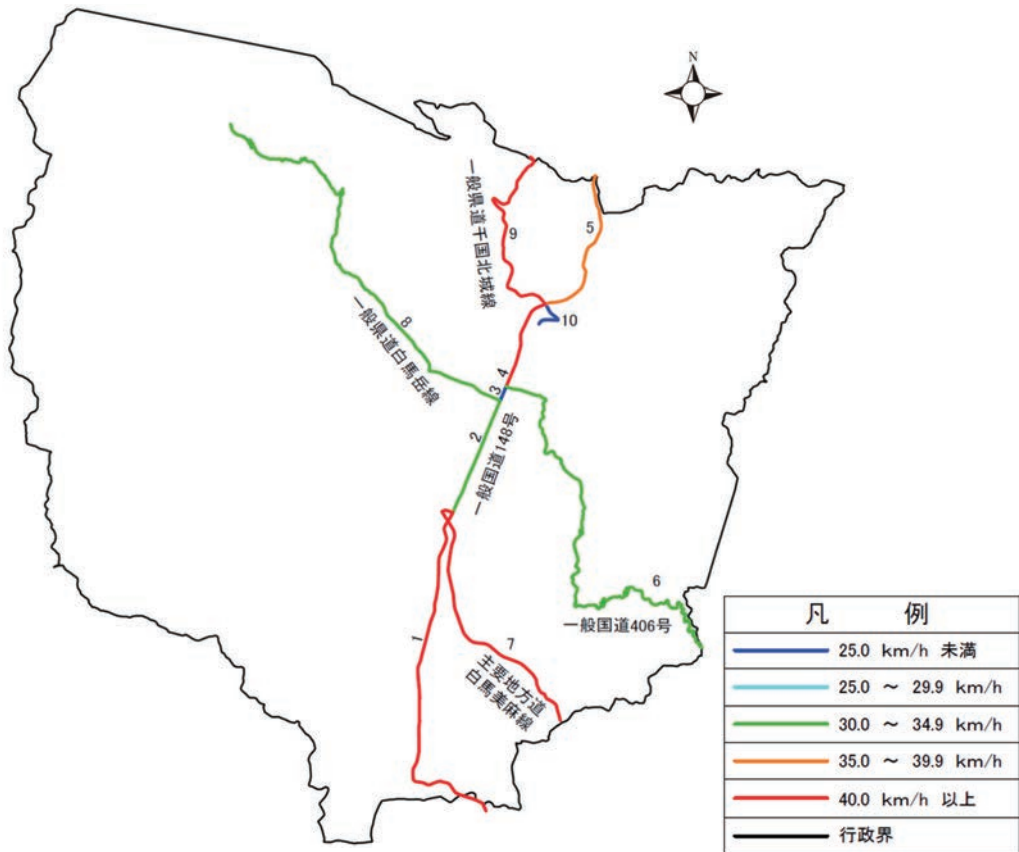 N
一般県道千国北城線
9
5
10
一般県道白馬岳線
8
4
3
2
一般国道148号
6
一般国道406号
1
7
主要地方道
白馬美麻線
凡 例
25.0 km/h 未満
25.0 ～ 29.9 km/h
30.0 ～ 34.9 km/h
35.0 ～ 39.9 km/h
40.0 km/h 以上
行政界